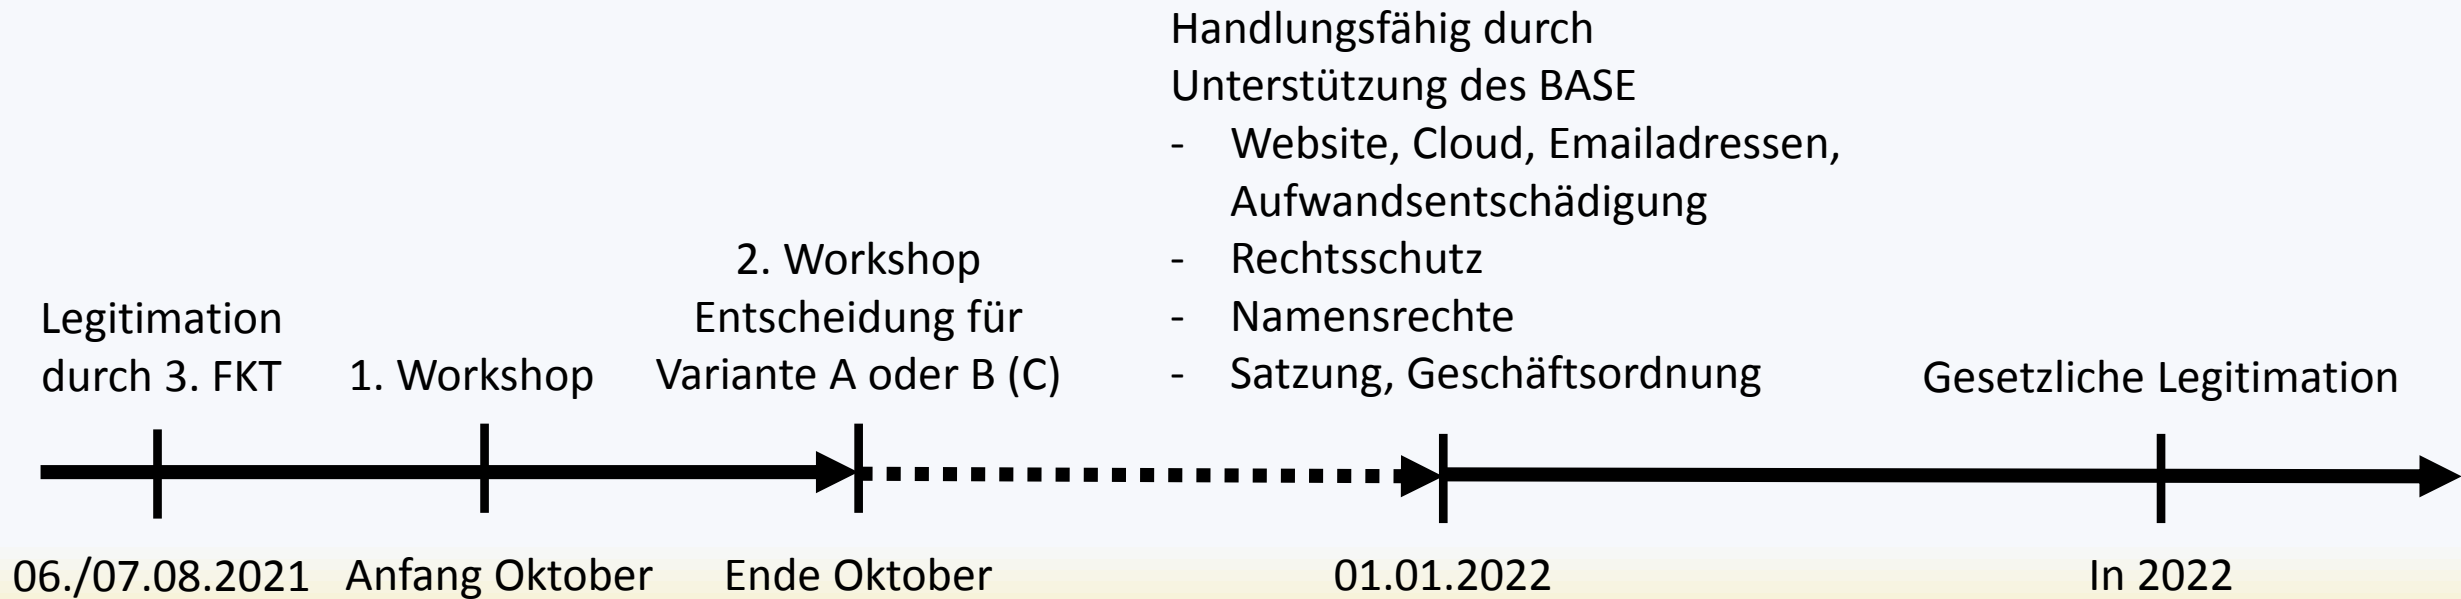 Legitimation
durch 3. FKT
1. Workshop
2. Workshop
Entscheidung für
Variante A oder B (C)
Handlungsfähig durch
Unterstützung des BASE
- Website, Cloud, Emailadressen,
Aufwandsentschädigung
- Rechtsschutz
- Namensrechte
- Satzung, Geschäftsordnung
Gesetzliche Legitimation
06./07.08.2021
Anfang Oktober
Ende Oktober
01.01.2022
In 2022